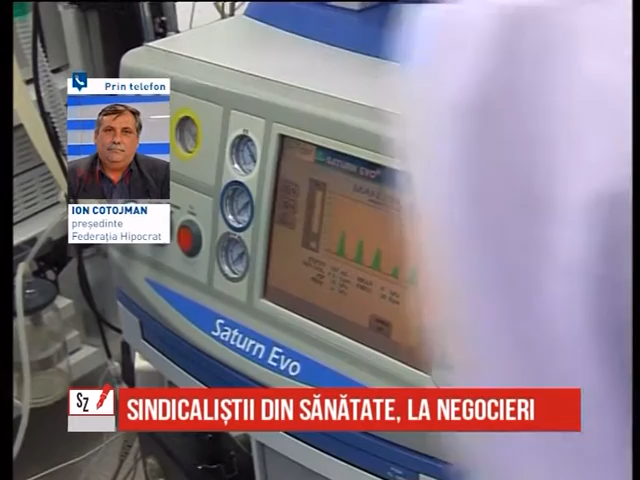 Prin telefon
ION COTOJMAN
președinte
Federația Hipocrat
SATURN EVO
Saturn Evo
SZ
SINDICALIȘTII DIN SĂNĂTATE, LA NEGOCIERI